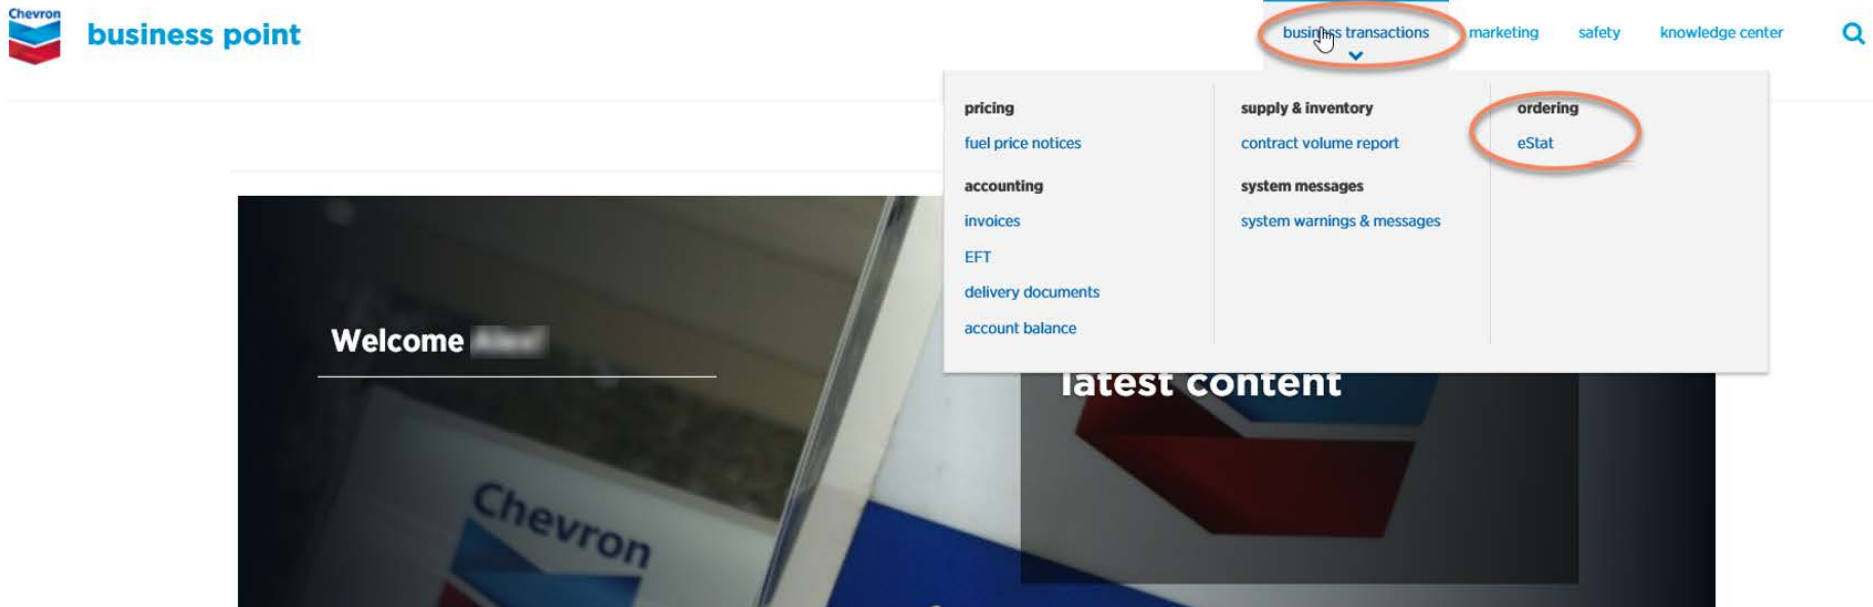 Chevron
business point
business transactions
marketing
safety
knowledge center
pricing
fuel price notices
accounting
invoices
EFT
delivery documents
account balance
supply & inventory
contract volume report
system messages
system warnings & messages
ordering
eStat
Welcome
latest content
Chevron